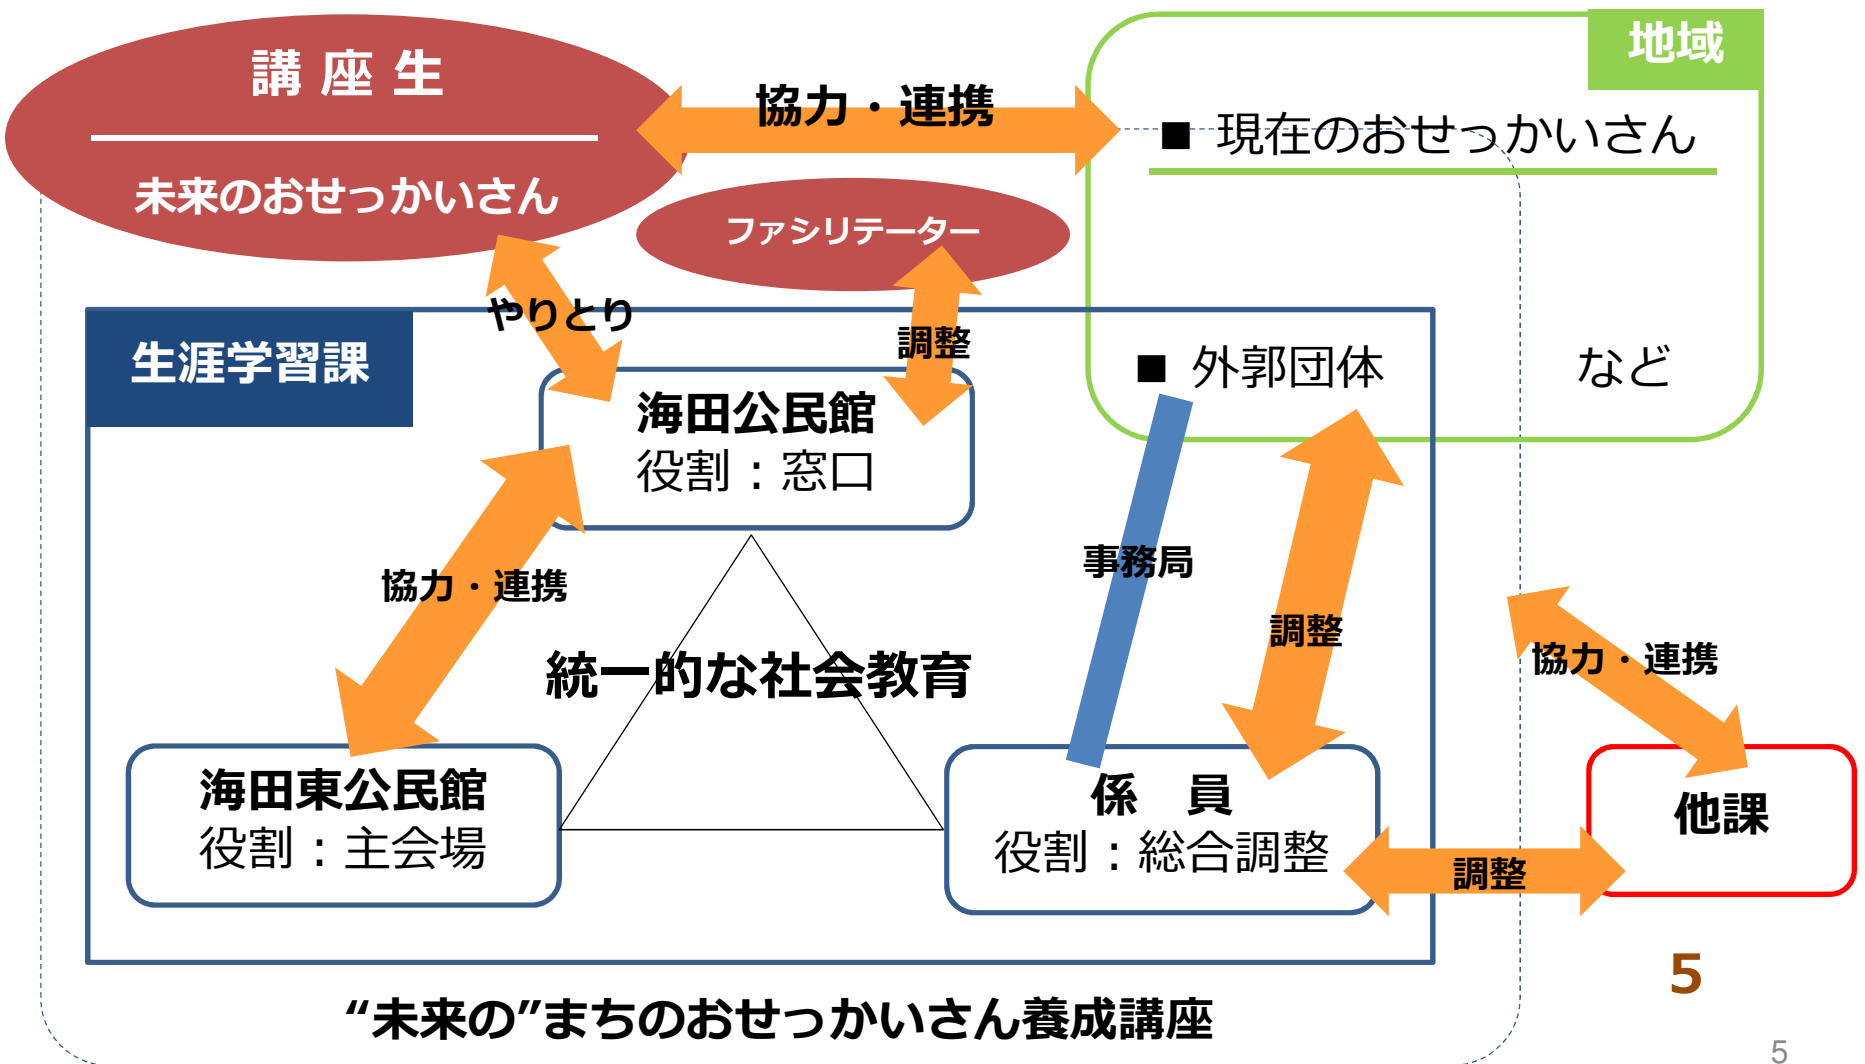 講 座 生
未来のおせっかいさん
協力・連携
地域
■ 現在のおせっかいさん
ファシリテーター
やりとり
調整
生涯学習課
■ 外郭団体 など
海田公民館
役割：窓口
事務局
協力・連携
調整
協力・連携
統一的な社会教育
海田東公民館
役割：主会場
係　員
役割：総合調整
他課
調整
5
“未来の”まちのおせっかいさん養成講座
5